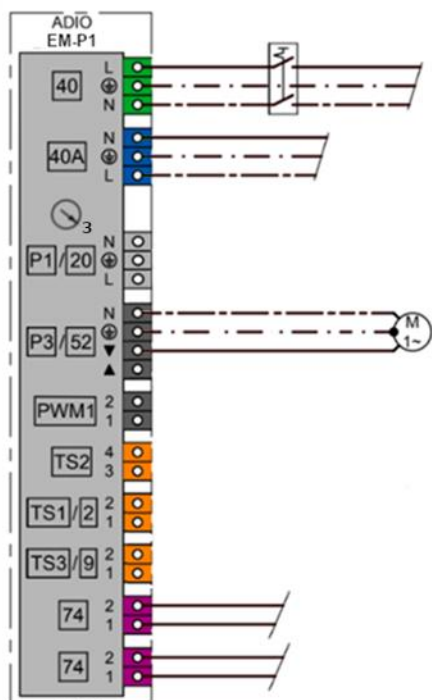 ADIO
EM-P1
40 L
N
40A N
L
3
P1/20 N
L
P3/52 N
▼
▲
M
1~
PWM1 2
1
TS2 4
3
TS1/2 2
1
TS3/9 2
1
74 2
1
74 2
1